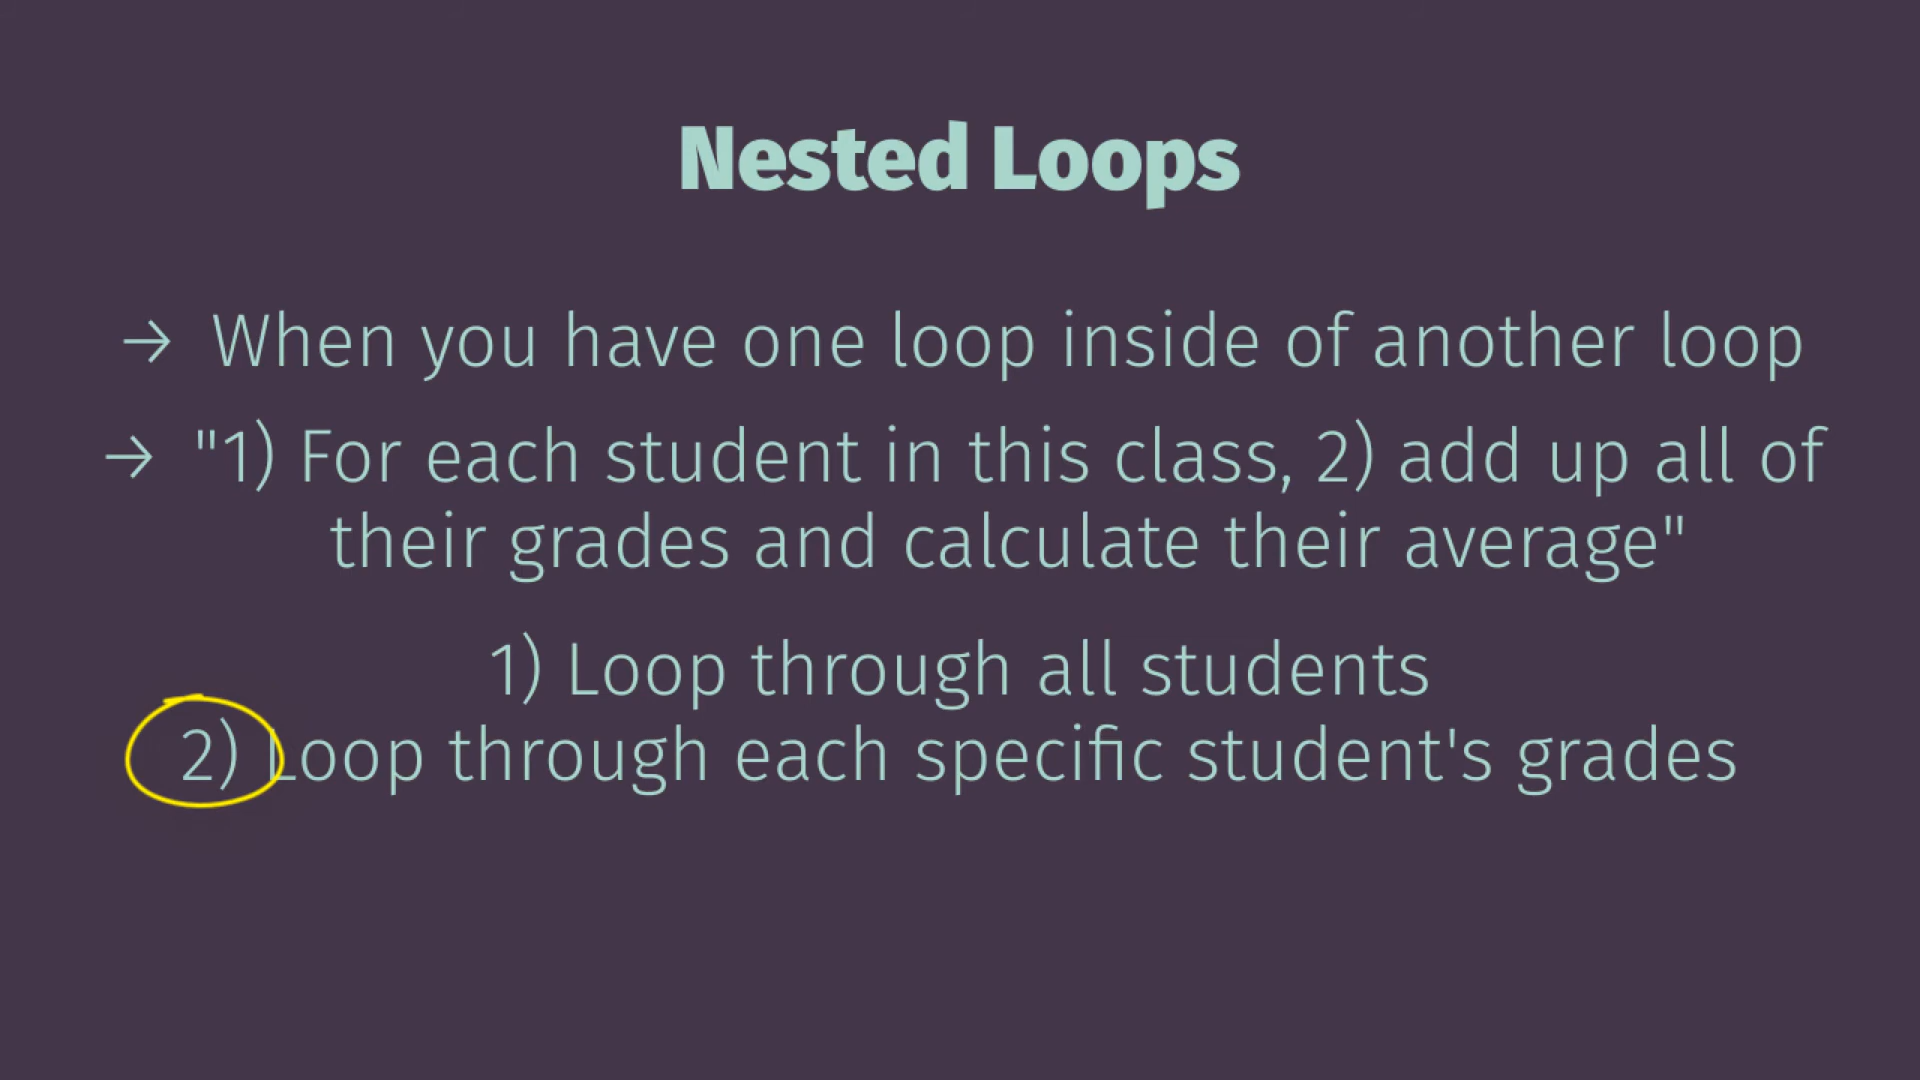 Nested Loops
→ When you have one loop inside of another loop
→ "1) For each student in this class, 2) add up all of
their grades and calculate their average"
1) Loop through all students
2) Loop through each specific student's grades